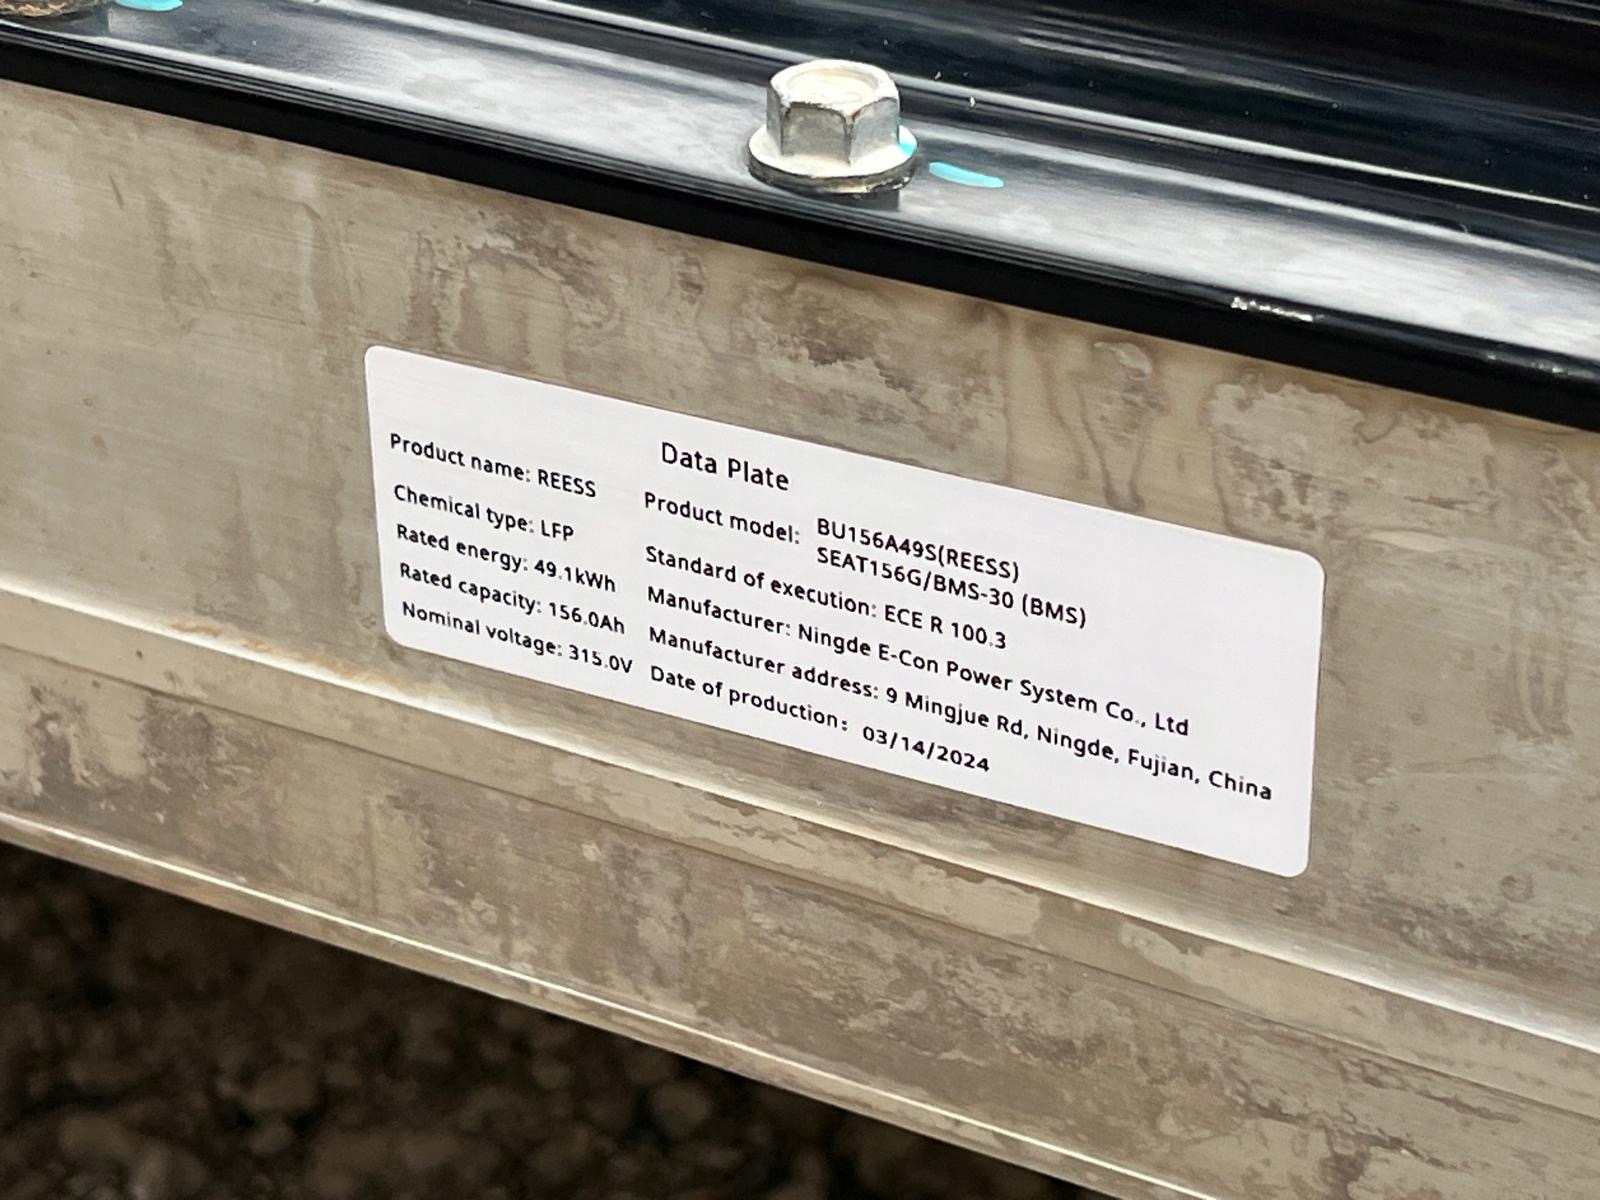 Data Plate
Product name: REESS
Chemical type: LFP
Rated energy: 49.1kWh
Rated capacity: 156.0Ah
Nominal voltage: 315.0V
Product model: BU156A49S(REESS)
SEAT156G/BMS-30 (BMS)
Standard of execution: ECE R 100.3
Manufacturer: Ningde E-Con Power System Co., Ltd
Manufacturer address: 9 Mingjue Rd, Ningde, Fujian, China
Date of production: 03/14/2024